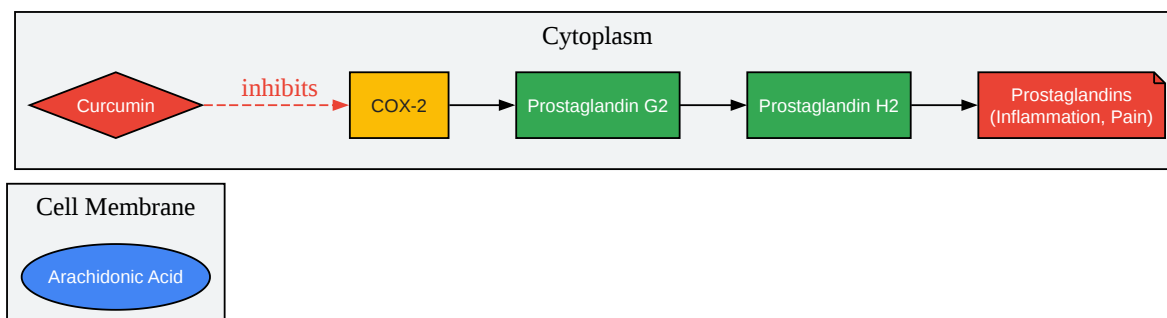 Cytoplasm
inhibits
Curcumin
COX-2
Prostaglandin G2
Prostaglandin H2
Prostaglandins
(Inflammation, Pain)
Cell Membrane
Arachidonic Acid